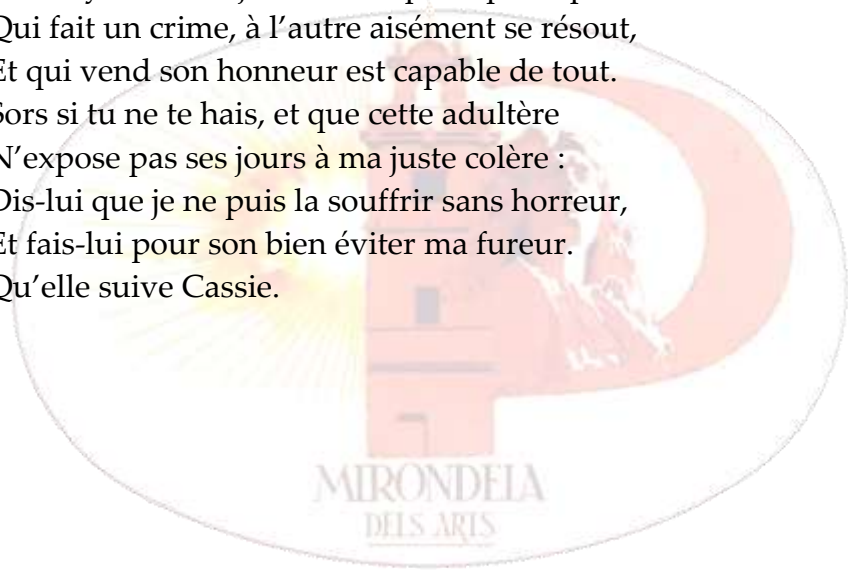 Qui fait un crime, à l’autre aisément se résout,
Et qui vend son honneur est capable de tout.
Sors si tu ne te hais, et que cette adultère
N’expose pas ses jours à ma juste colère :
Dis-lui que je ne puis la souffrir sans horreur,
Et fais-lui pour son bien éviter ma fureur.
Qu’elle suive Cassie.
MIRONDELA
DELS ARTS